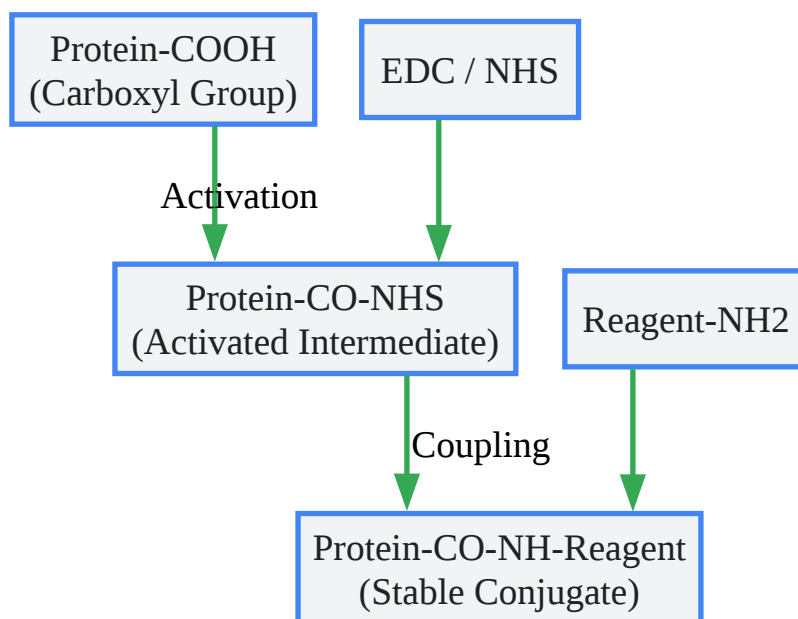 Protein-COOH
(Carboxyl Group)
EDC / NHS
Activation
Protein-CO-NHS
(Activated Intermediate)
Reagent-NH2
Coupling
Protein-CO-NH-Reagent
(Stable Conjugate)